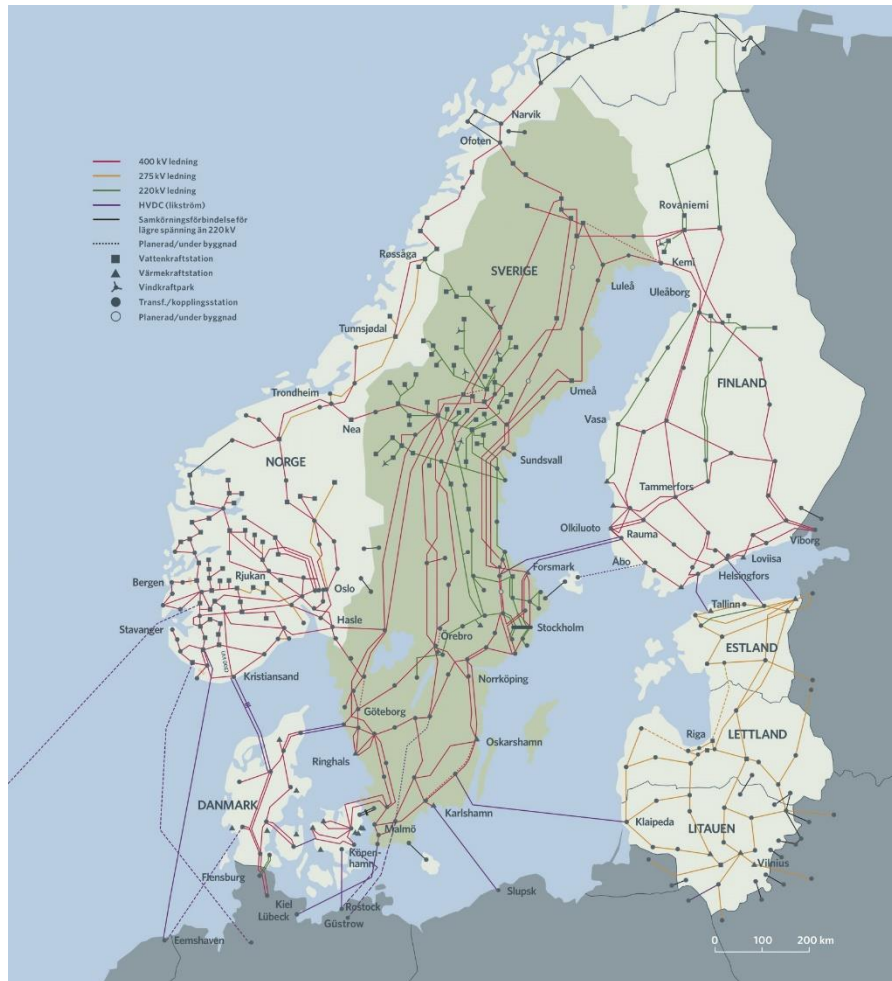 Narvik
Ofoten
400 kV ledning
275 kV ledning
220 kV ledning
HVDC (likström)
Samkörningsförbindelse för
lägre spänning än 220 kV
Planerad/under byggnad
Vattenkraftstation
Värmekraftstation
Vindkraftpark
Transf./kopplingsstation
Planerad/under byggnad
Rovaniemi
Røssåga
SVERIGE
Kemi
Luleå
Uleåborg
Tunnsjødal
FINLAND
Trondheim
Umeå
Nea
Vasa
NORGE
Sundsvall
Tammerfors
Olkiluoto
Rauma
Viborg
Bergen
Rjukan
Oslo
Forsmark
Åbo
Loviisa
Helsingfors
Stavanger
Hasle
Tallinn
Örebro
Stockholm
ESTLAND
Kristiansand
Norrköping
Göteborg
Riga
LETTLAND
Ringhals
Oskarshamn
DANMARK
Karlshamn
Klaipeda
LITAUEN
Malmö
Köpen-
hamn
Vilnius
Flensburg
Kiel
Lübeck
Rostock
Güstrow
Slupsk
Eemshaven
0 100 200 km